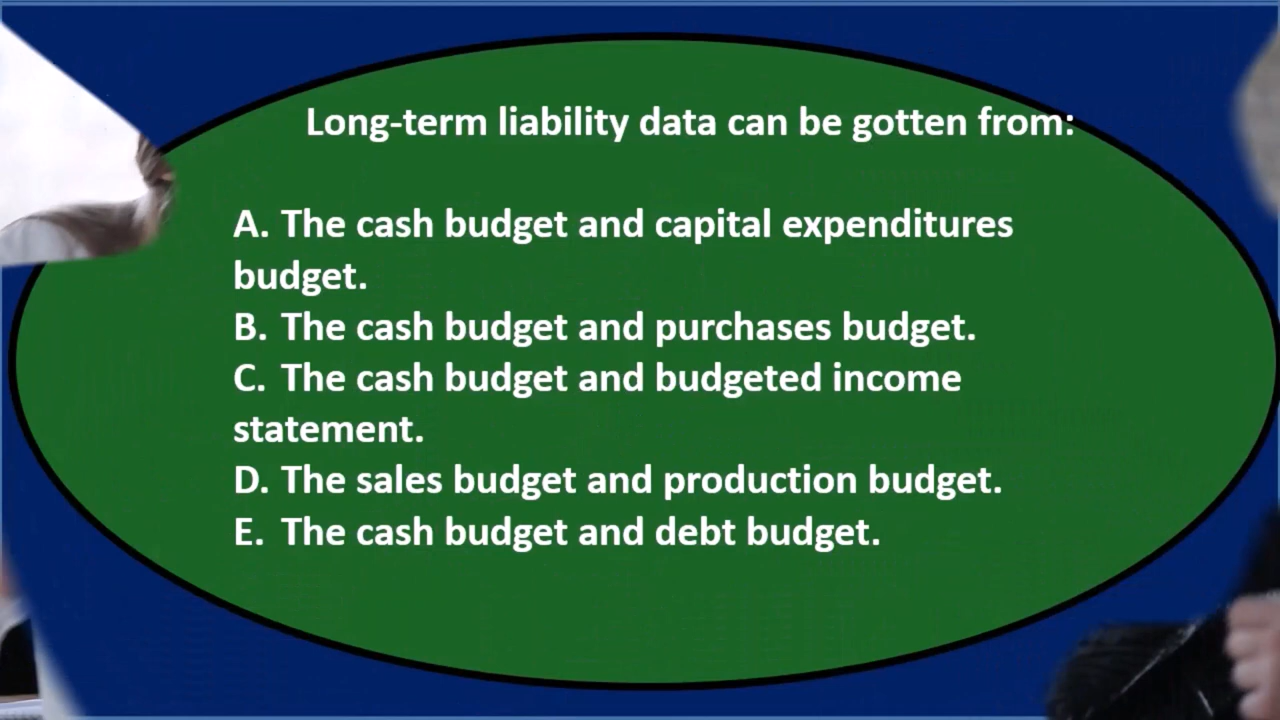 Long-term liability data can be gotten from:
A. The cash budget and capital expenditures
budget.
B. The cash budget and purchases budget.
C. The cash budget and budgeted income
statement.
D. The sales budget and production budget.
E. The cash budget and debt budget.